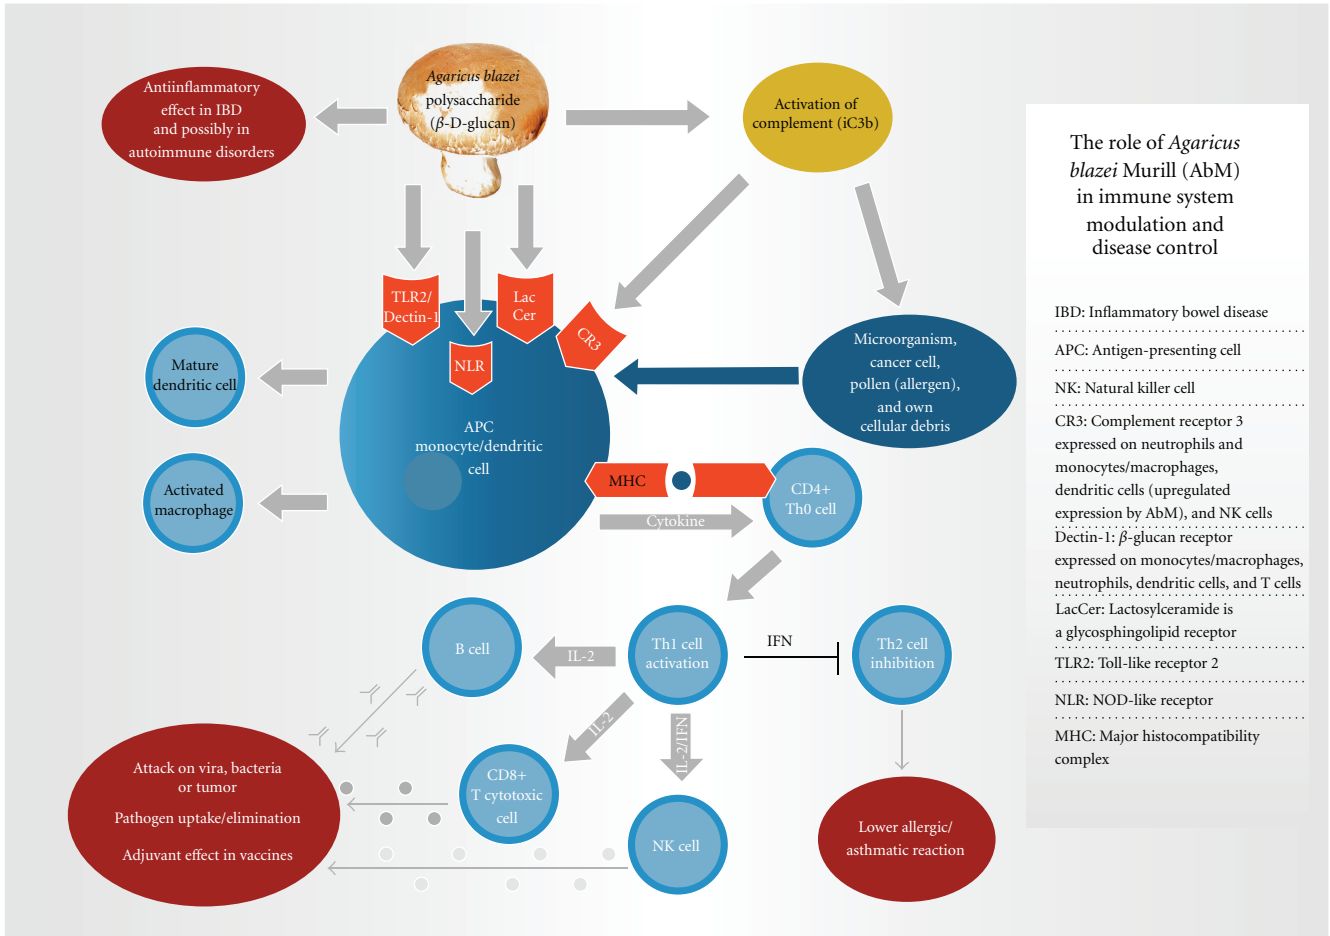 Antiinflammatory
effect in IBD
and possibly in
autoimmune disorders
Agaricus blazei
polysaccharide
(β-D-glucan)
Activation of
complement (iC3b)
TLR2/
Dectin-1
NLR
Lac
Cer
CR3
Mature
dendritic cell
Activated
macrophage
APC
monocyte/dendritic
cell
Microorganism,
cancer cell,
pollen (allergen),
and own
cellular debris
MHC
Cytokine
CD4+
Th0 cell
B cell
IL-2
Th1 cell
activation
IFN
Th2 cell
inhibition
IL-2
IL-2/IFN
CD8+
T cytotoxic
cell
NK cell
Attack on vira, bacteria
or tumor
Pathogen uptake/elimination
Adjuvant effect in vaccines
Lower allergic/
asthmatic reaction
The role of Agaricus
blazei Murill (AbM)
in immune system
modulation and
disease control
IBD: Inflammatory bowel disease
APC: Antigen-presenting cell
NK: Natural killer cell
CR3: Complement receptor 3
expressed on neutrophils and
monocytes/macrophages,
dendritic cells (upregulated
expression by AbM), and NK cells
Dectin-1: β-glucan receptor
expressed on monocytes/macrophages,
neutrophils, dendritic cells, and T cells
LacCer: Lactosylceramide is
a glycosphingolipid receptor
TLR2: Toll-like receptor 2
NLR: NOD-like receptor
MHC: Major histocompatibility
complex